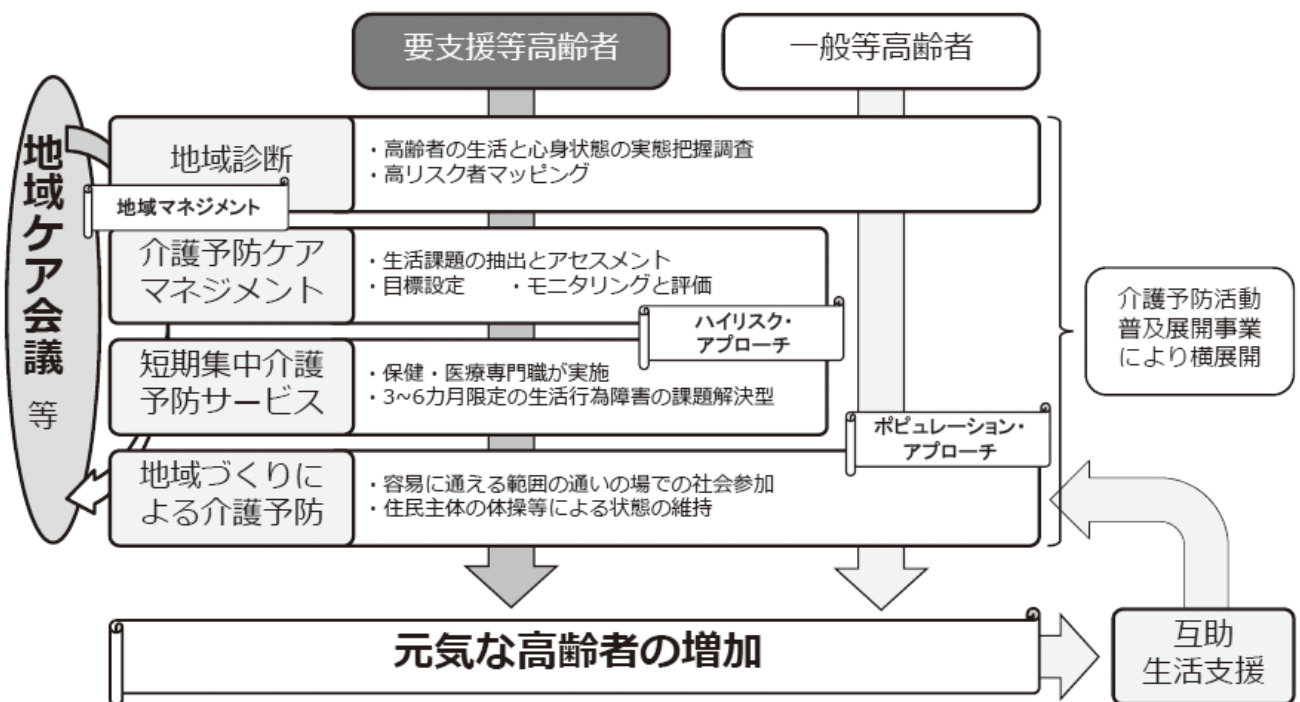 要支援等高齢者
一般等高齢者
地域ケア会議
等
地域診断
・高齢者の生活と心身状態の実態把握調査
・高リスク者マッピング
地域マネジメント
介護予防ケア
マネジメント
・生活課題の抽出とアセスメント
・目標設定　　・モニタリングと評価
ハイリスク・
アプローチ
短期集中介護
予防サービス
・保健・医療専門職が実施
・3~6カ月限定の生活行為障害の課題解決型
ポピュレーション・
アプローチ
地域づくりに
よる介護予防
・容易に通える範囲の通いの場での社会参加
・住民主体の体操等による状態の維持
介護予防活動
普及展開事業
により横展開
元気な高齢者の増加
互助
生活支援